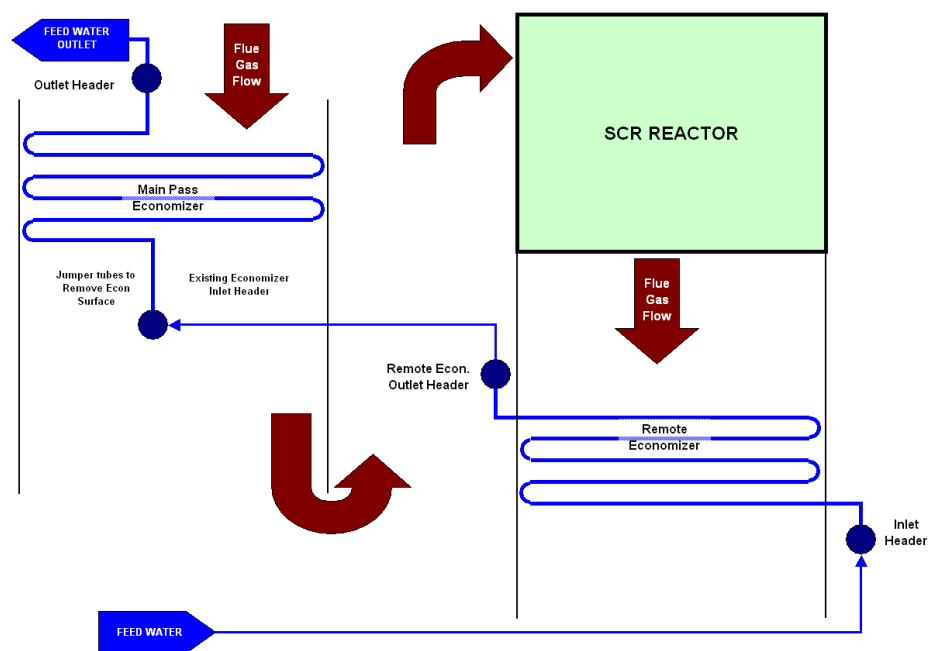 FEED WATER
OUTLET
Outlet Header
Flue
Gas
Flow
SCR REACTOR
Main Pass
Economizer
Jumper tubes to
Remove Econ
Surface
Existing Economizer
Inlet Header
Flue
Gas
Flow
Remote Econ.
Outlet Header
Remote
Economizer
Inlet
Header
FEED WATER